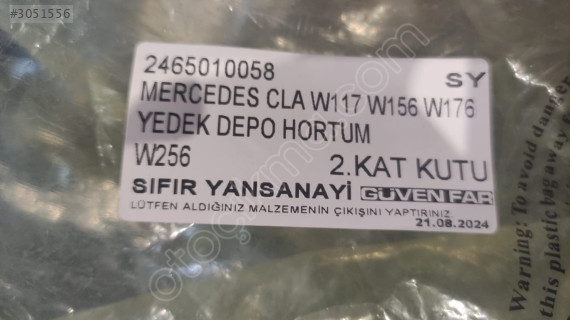 #3051556
2465010058 SY
MERCEDES CLA W117 W156 W176
YEDEK DEPO HORTUM
W256 2.KAT KUTU
SIFIR YANSANAYİ GÜVEN FAR
LÜTFEN ALDIĞINIZ MALZEMENİN ÇIKIŞINI YAPTIRINIZ
21.08.2024
Warning: To avoid danger
this plastic bag away